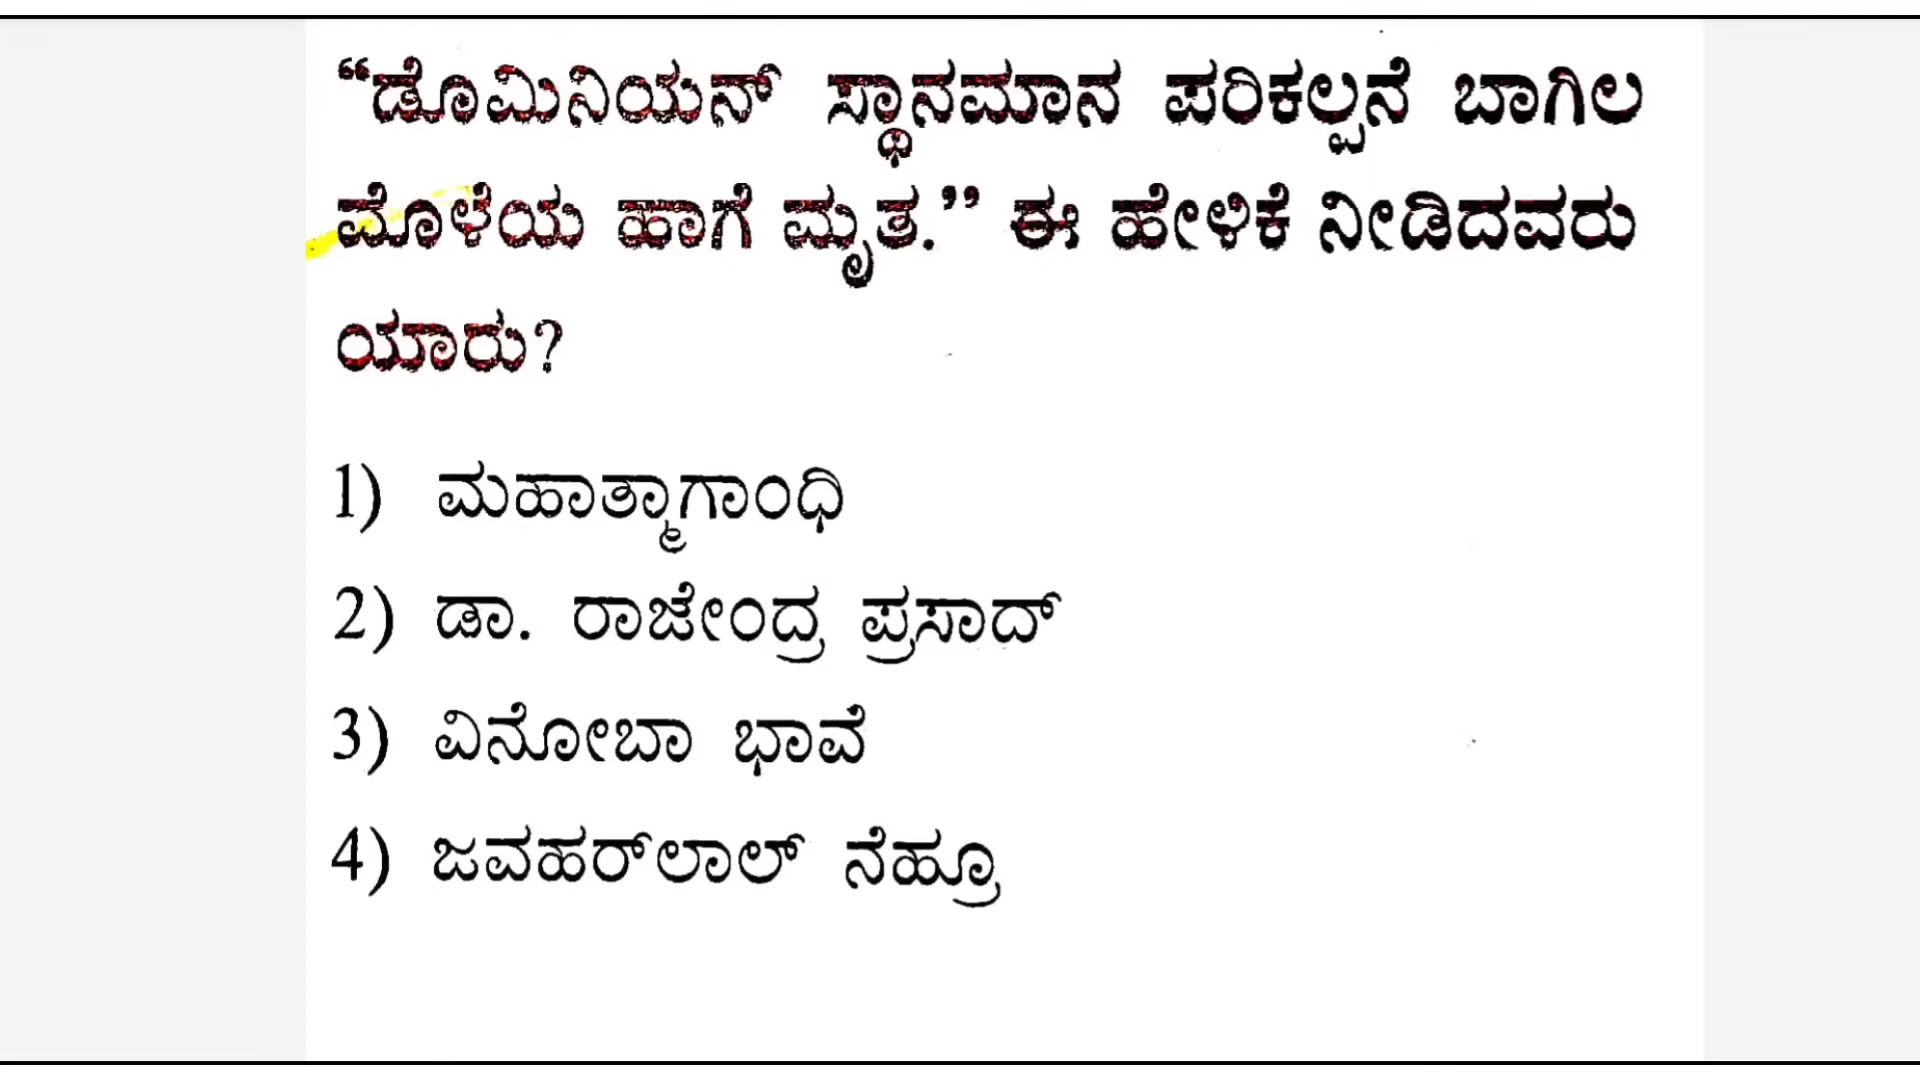 “ಡೊಮಿನಿಯನ್ ಸ್ಥಾನಮಾನ ಪರಿಕಲ್ಪನೆ ಬಾಗಿಲ
ಮೊಳೆಯ ಹಾಗೆ ಮೃತ.” ಈ ಹೇಳಿಕೆ ನೀಡಿದವರು
ಯಾರು?
1) ಮಹಾತ್ಮಾಗಾಂಧಿ
2) ಡಾ. ರಾಜೇಂದ್ರ ಪ್ರಸಾದ್
3) ವಿನೋಬಾ ಭಾವೆ
4) ಜವಹರ್‌ಲಾಲ್ ನೆಹ್ರೂ